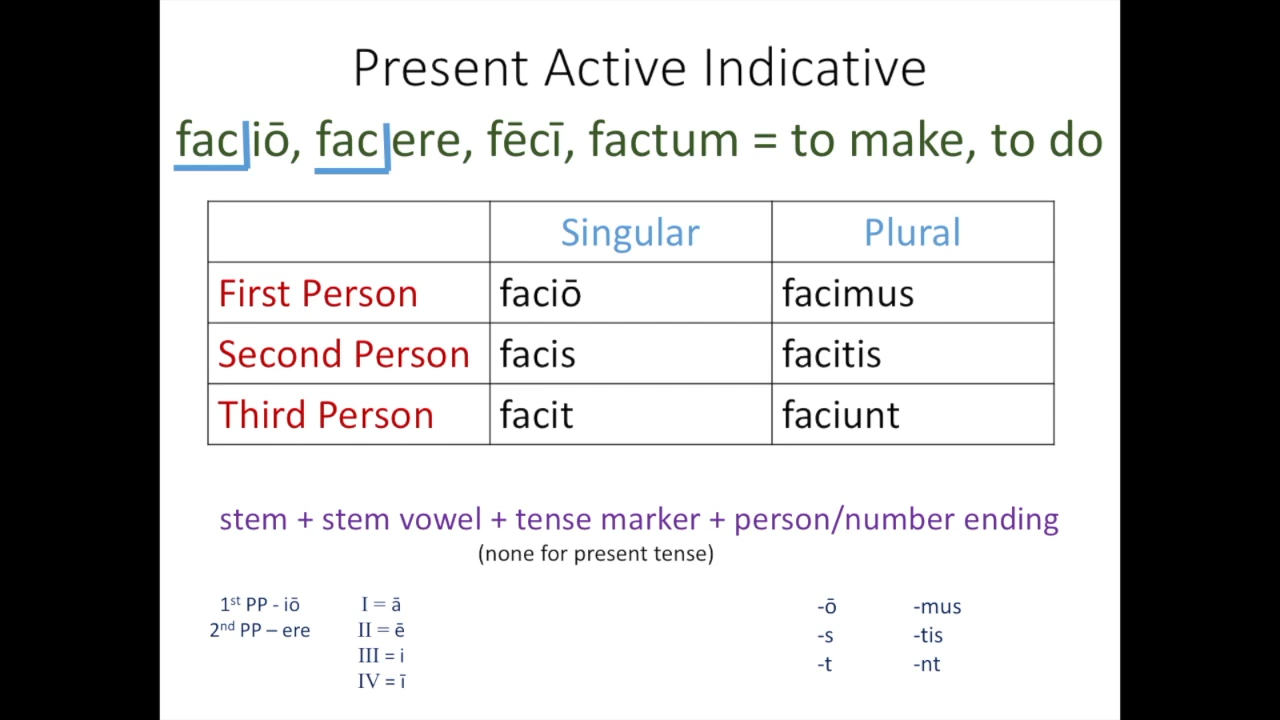 Present Active Indicative
faciō, facere, fēcī, factum = to make, to do
Singular Plural
First Person faciō facimus
Second Person facis facitis
Third Person facit faciunt
stem + stem vowel + tense marker + person/number ending
(none for present tense)
1st PP - iō I = ā -ō -mus
2nd PP – ere II = ē -s -tis
III = i -t -nt
IV = ī